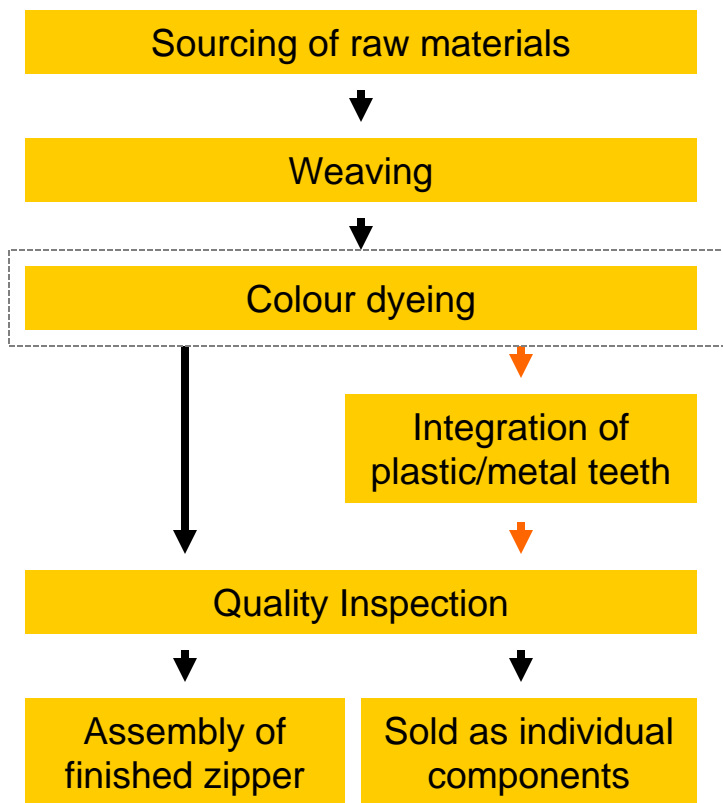 Sourcing of raw materials
Weaving
Colour dyeing
Integration of
plastic/metal teeth
Quality Inspection
Assembly of
finished zipper
Sold as individual
components